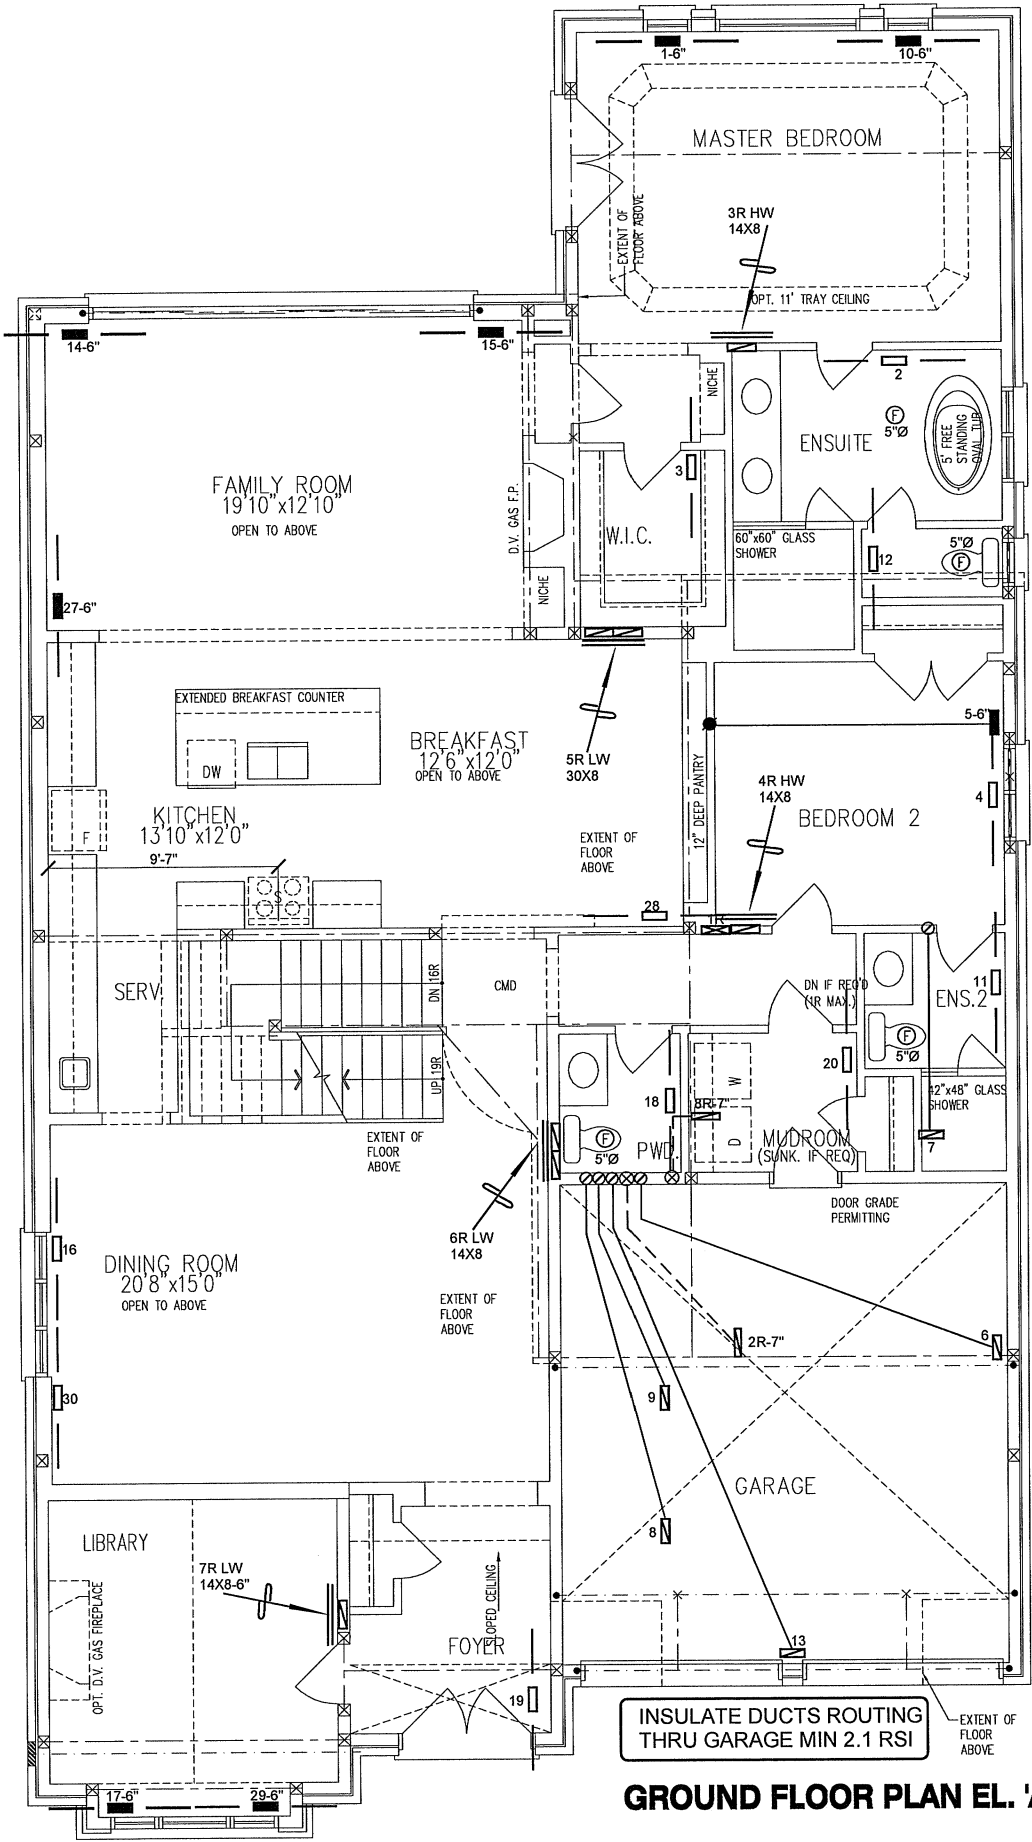 1-6"
10-6"
MASTER BEDROOM
3R HW
14X8
EXTENT OF
FLOOR ABOVE
OPT. 11' TRAY CEILING
14-6"
15-6"
NICHE
2
F
5"Ø
ENSUITE
5' FREE
STANDING
OVAL TUB
3
FAMILY ROOM
19'10"x12'10"
OPEN TO ABOVE
D.V. GAS F.P.
W.I.C.
60"x60" GLASS
SHOWER
12
5"Ø
F
NICHE
27-6"
EXTENDED BREAKFAST COUNTER
DW
BREAKFAST
12'6"x12'0"
OPEN TO ABOVE
5R LW
30X8
5-6"
4R HW
14X8
4
12" DEEP PANTRY
BEDROOM 2
KITCHEN
13'10"x12'0"
F
9'-7"
S
EXTENT OF
FLOOR
ABOVE
28
SERV
DN 16R
CMD
DN IF REQ'D
(1R MAX.)
ENS.2
11
F
5"Ø
UP 19R
20
W
D
18
8R-7"
42"x48" GLASS
SHOWER
7
EXTENT OF
FLOOR
ABOVE
F
5"Ø
PWD.
MUDROOM
(SUNK. IF REQ)
DOOR GRADE
PERMITTING
6R LW
14X8
16
DINING ROOM
20'8"x15'0"
OPEN TO ABOVE
EXTENT OF
FLOOR
ABOVE
2R-7"
6
30
9
GARAGE
8
LIBRARY
7R LW
14X8-6"
OPT. D.V. GAS FIREPLACE
SLOPED CEILING
FOYER
13
19
INSULATE DUCTS ROUTING
THRU GARAGE MIN 2.1 RSI
EXTENT OF
FLOOR
ABOVE
17-6"
29-6"
GROUND FLOOR PLAN EL. '